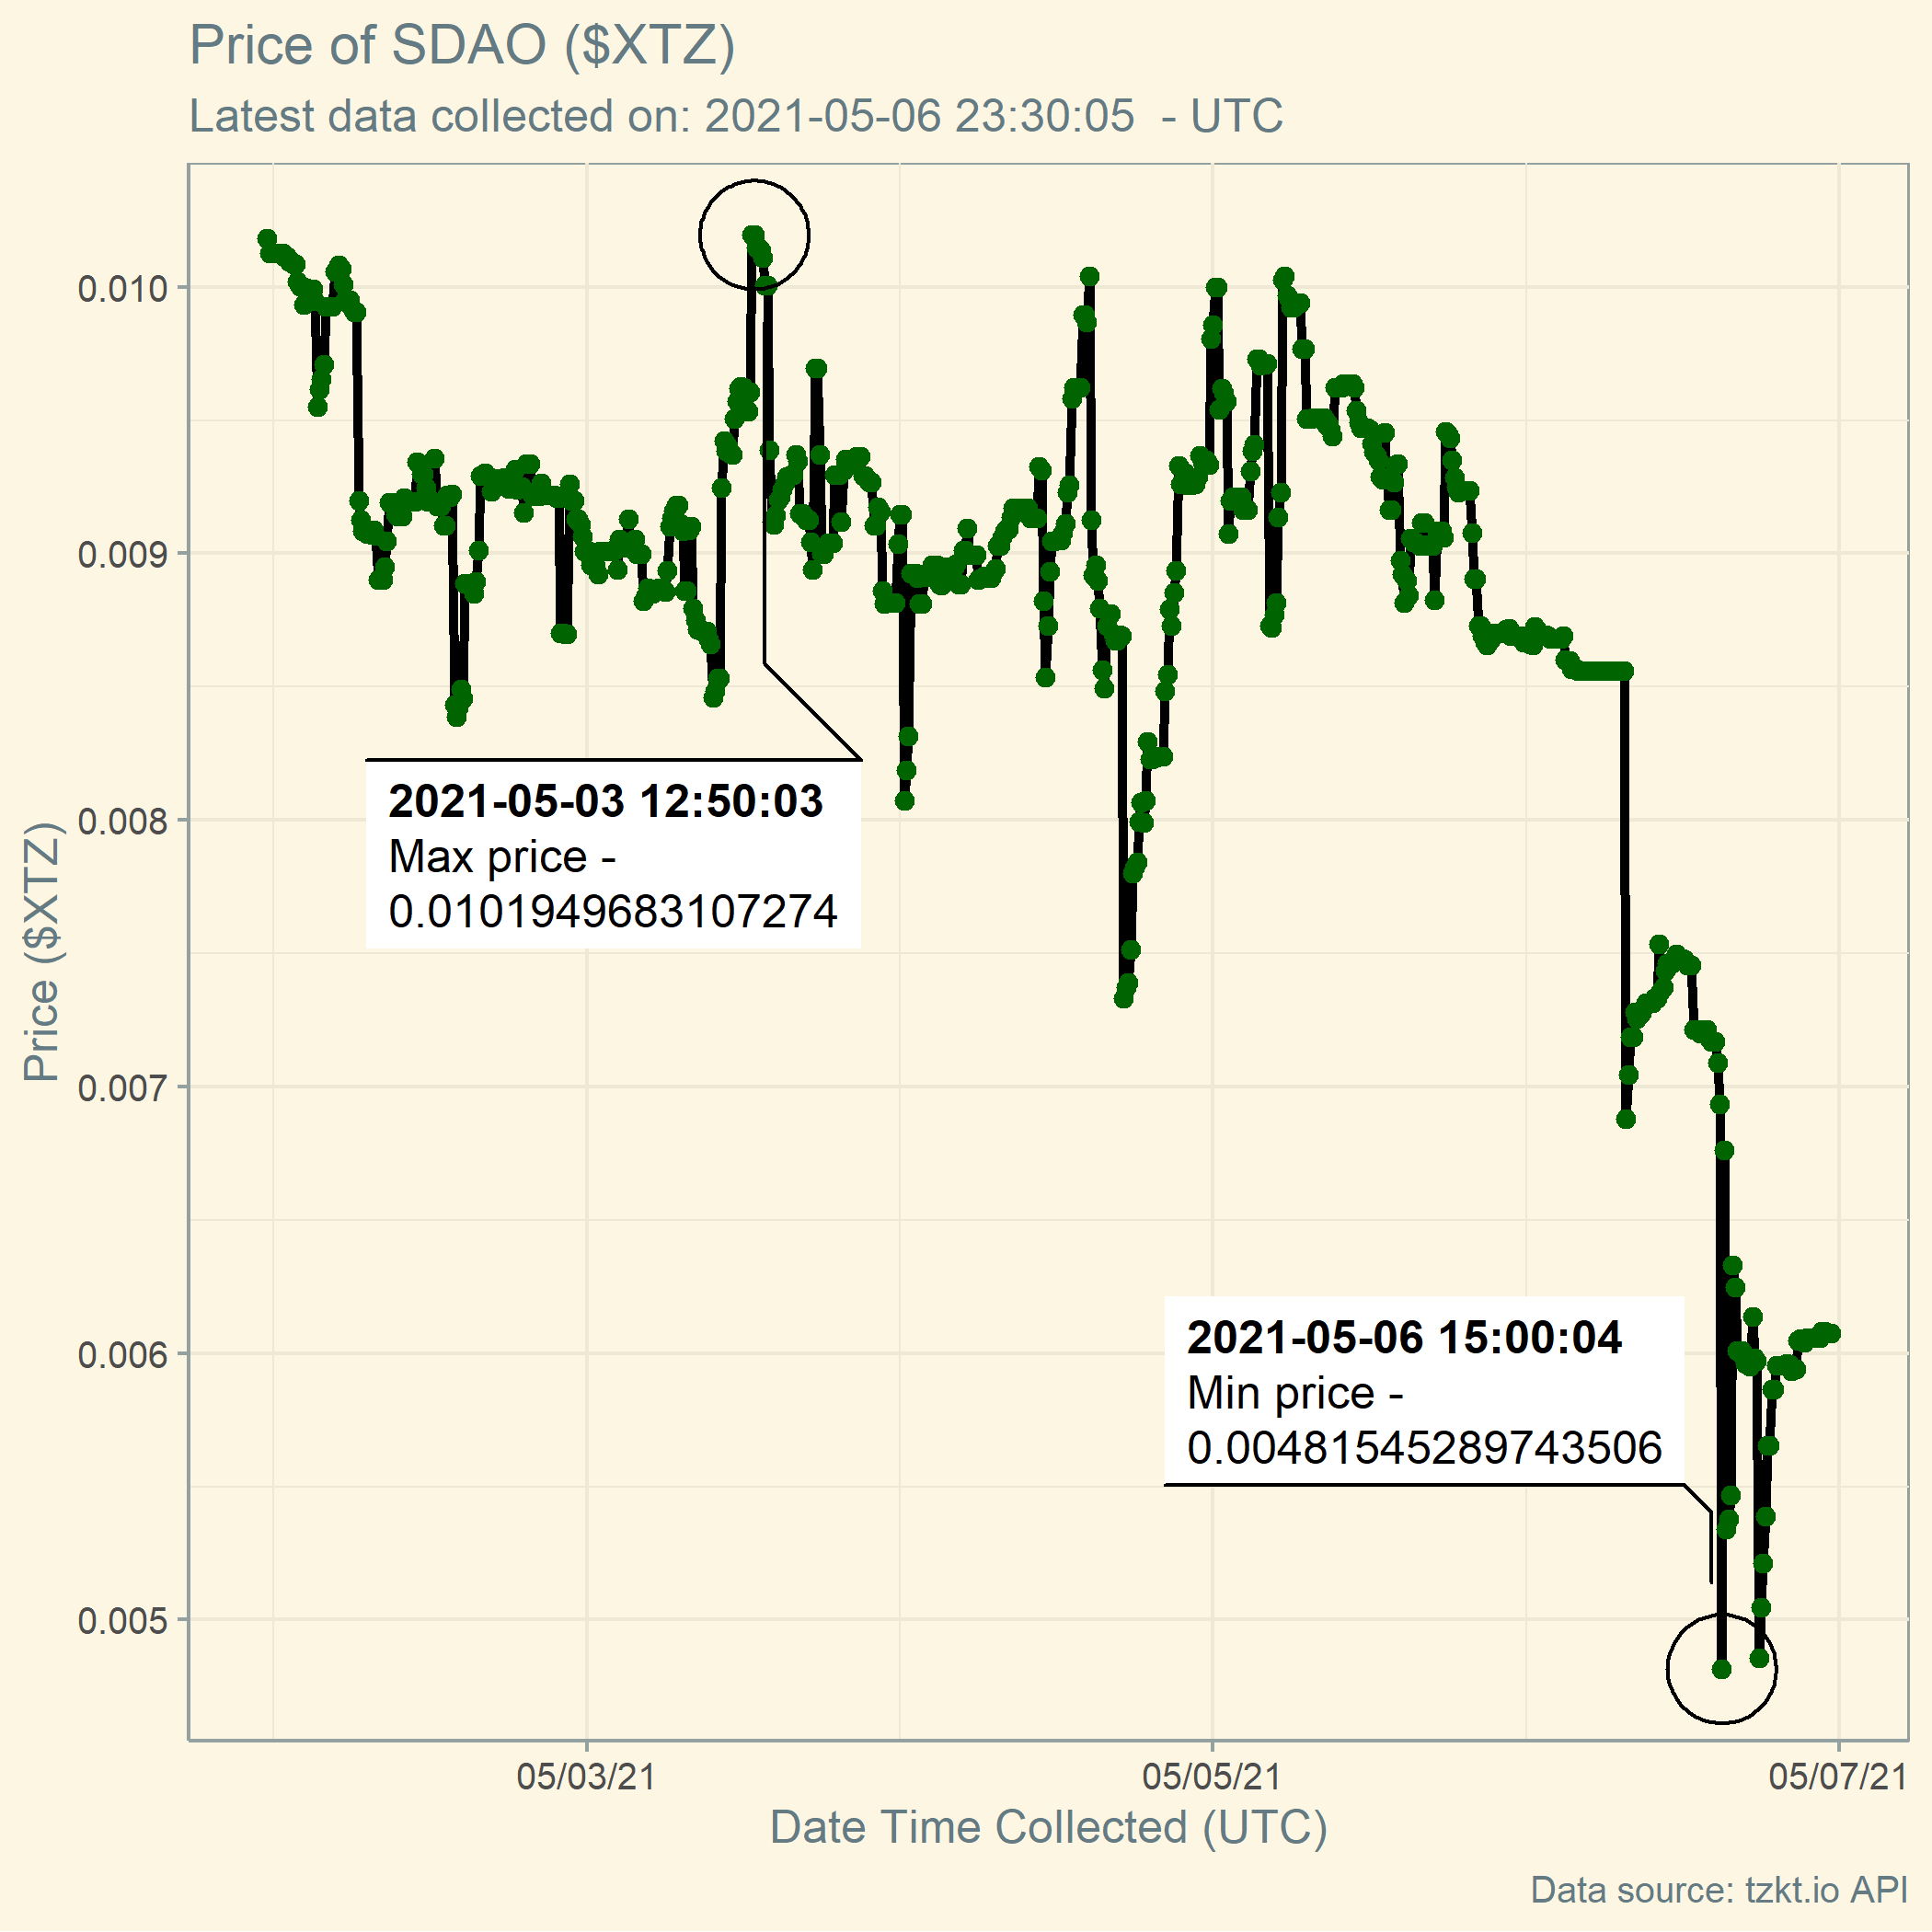 Price of SDAO ($XTZ)
Latest data collected on: 2021-05-06 23:30:05  - UTC
0.010
0.009
0.008
0.007
0.006
0.005
Price ($XTZ)
2021-05-03 12:50:03
Max price -
0.0101949683107274
2021-05-06 15:00:04
Min price -
0.00481545289743506
05/03/21
05/05/21
05/07/21
Date Time Collected (UTC)
Data source: tzkt.io API